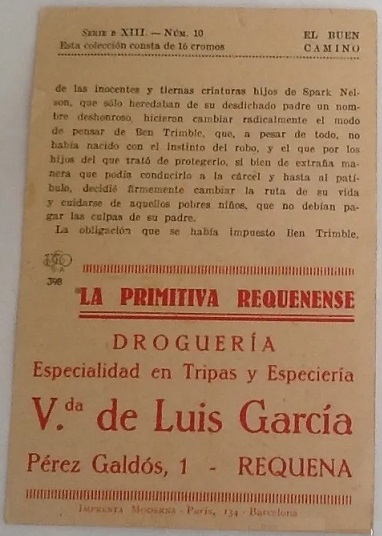 SERIE B XIII. — NÚM. 10
Esta colección consta de 16 cromos
EL BUEN
CAMINO
de las inocentes y tiernas criaturas hijos de Spark Nel-
son, que sólo heredaban de su desdichado padre un nom-
bre deshonroso, hicieron cambiar radicalmente el modo
de pensar de Ben Trimble, que, a pesar de todo, no
había nacido con el instinto del robo, y el que por los
hijos del que trató de protegerlo, si bien de extraña ma-
nera que podía conducirlo a la cárcel y hasta al patí-
bulo, decidió firmemente cambiar la ruta de su vida
y cuidarse de aquellos pobres niños, que no debían pa-
gar las culpas de su padre.
La obligación que se había impuesto Ben Trimble,
398
LA PRIMITIVA REQUENENSE
DROGUERÍA
Especialidad en Tripas y Especiería
V.da de Luis García
Pérez Galdós, 1 - REQUENA
IMPRENTA MODERNA - París, 134 - Barcelona